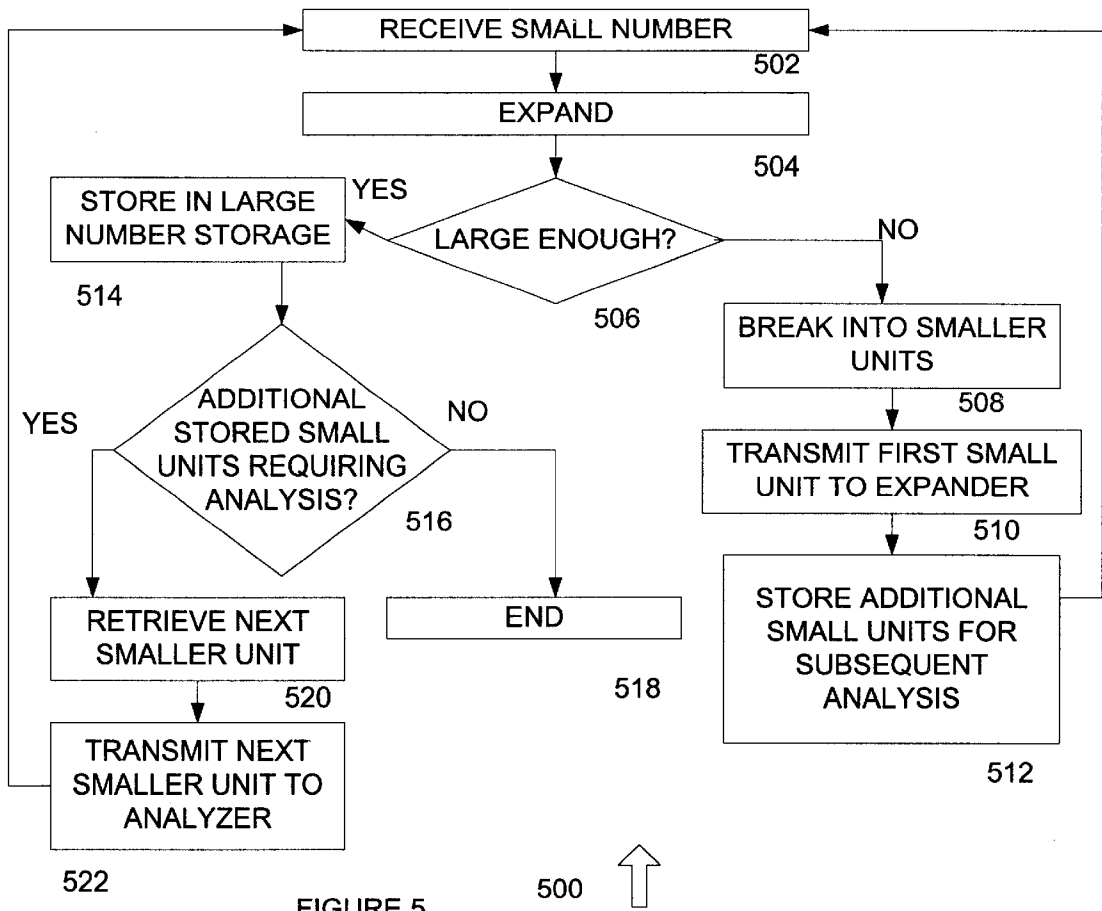 RECEIVE SMALL NUMBER
502
EXPAND
504
LARGE ENOUGH?
506
YES
NO
STORE IN LARGE
NUMBER STORAGE
514
BREAK INTO SMALLER
UNITS
508
TRANSMIT FIRST SMALL
UNIT TO EXPANDER
510
STORE ADDITIONAL
SMALL UNITS FOR
SUBSEQUENT
ANALYSIS
512
ADDITIONAL
STORED SMALL
UNITS REQUIRING
ANALYSIS?
516
YES
NO
RETRIEVE NEXT
SMALLER UNIT
520
END
518
TRANSMIT NEXT
SMALLER UNIT TO
ANALYZER
522
500
FIGURE 5